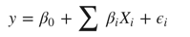 y = β₀ + ∑ βᵢXᵢ + ϵᵢ